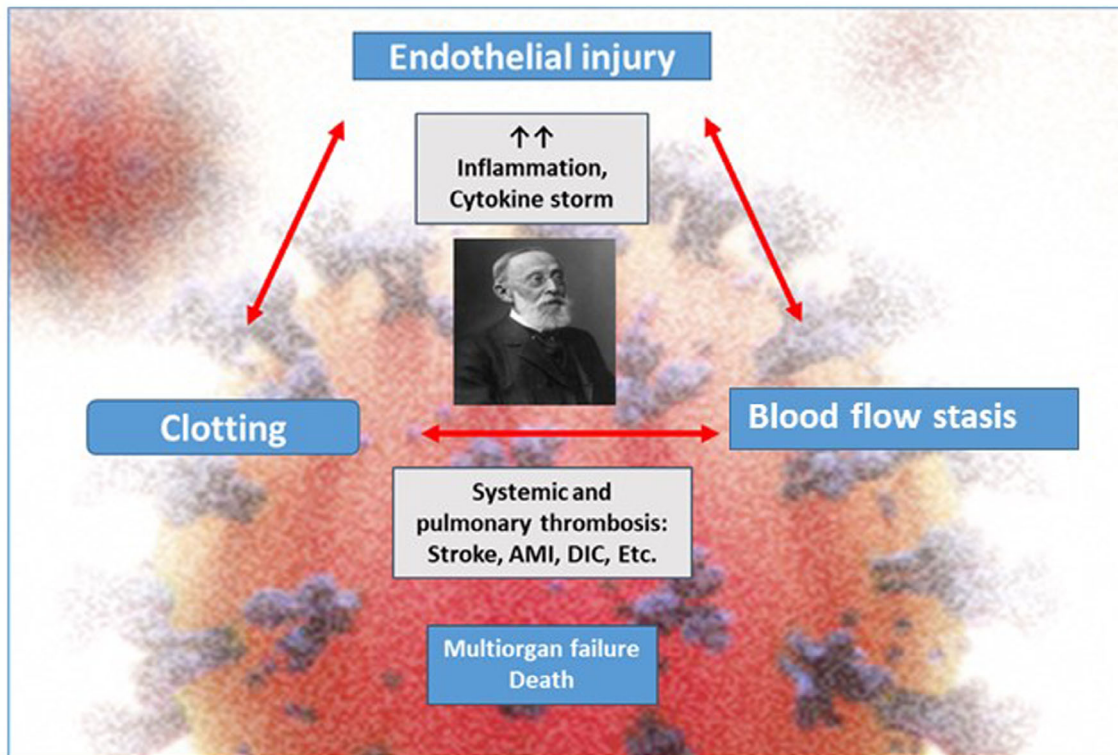 Endothelial injury
↑↑
Inflammation,
Cytokine storm
Clotting
Blood flow stasis
Systemic and
pulmonary thrombosis:
Stroke, AMI, DIC, Etc.
Multiorgan failure
Death